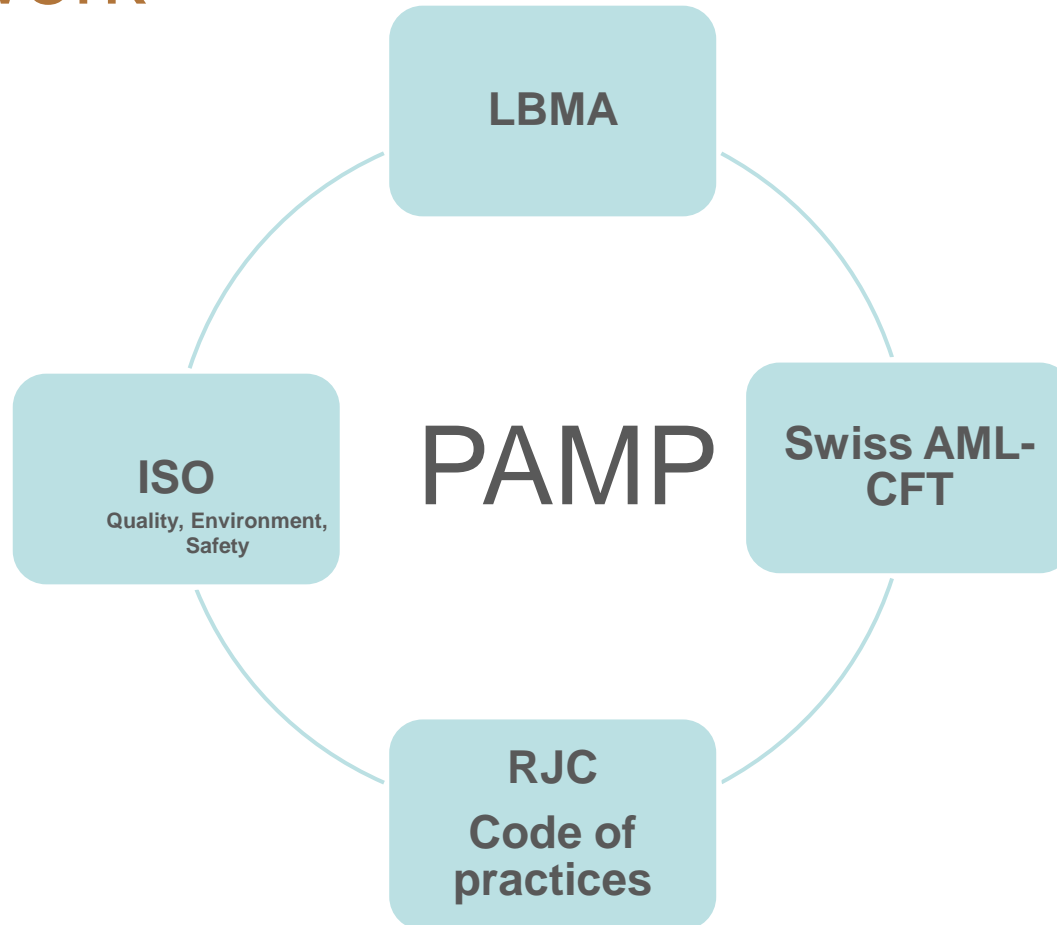 LBMA
PAMP
Swiss AML-
CFT
ISO
Quality, Environment,
Safety
RJC
Code of
practices